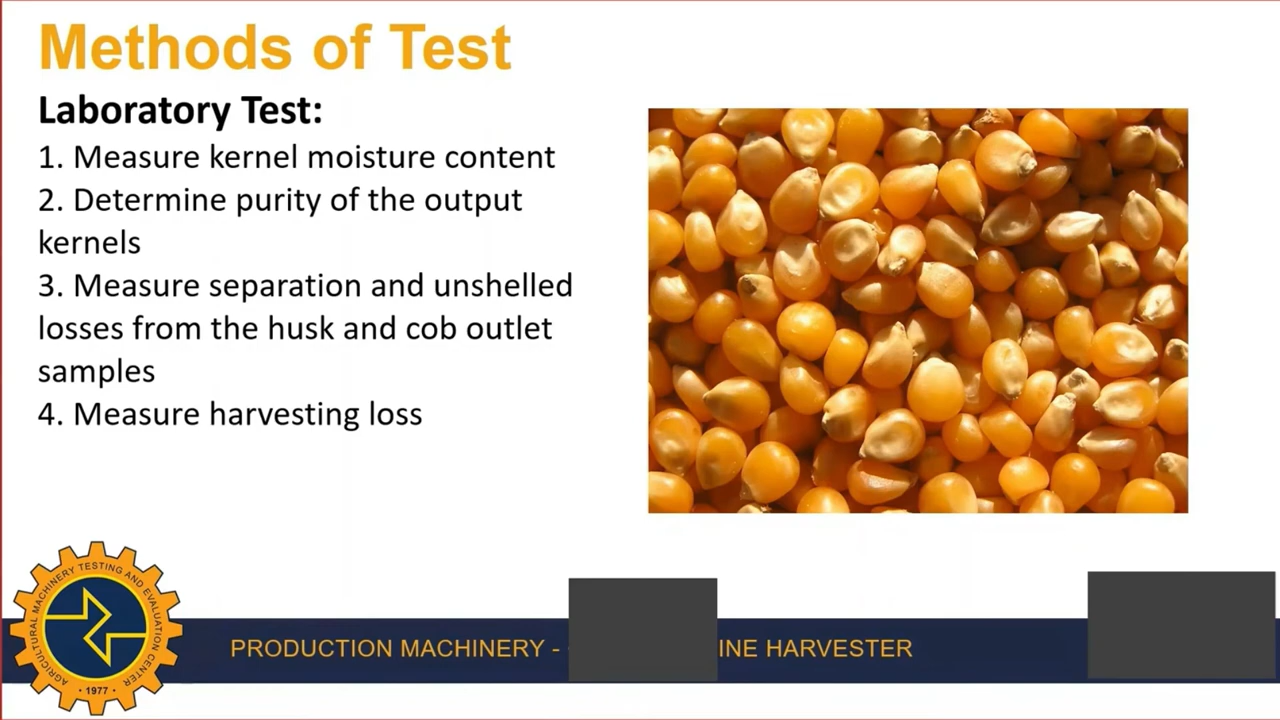 Methods of Test
Laboratory Test:
1. Measure kernel moisture content
2. Determine purity of the output
kernels
3. Measure separation and unshelled
losses from the husk and cob outlet
samples
4. Measure harvesting loss
AGRICULTURAL MACHINERY TESTING AND EVALUATION CENTER
• 1977 •
PRODUCTION MACHINERY - INE HARVESTER